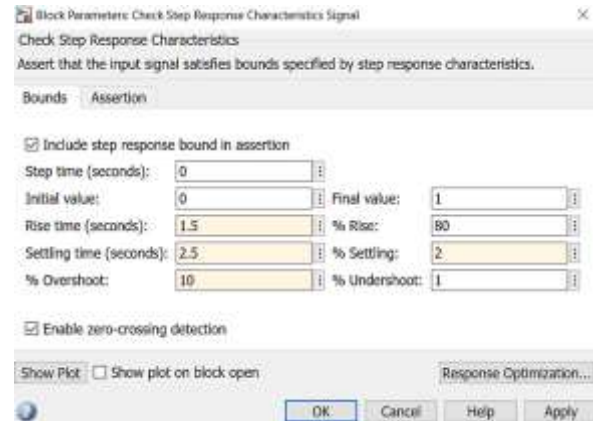 Block Parameters: Check Step Response Characteristics Signal
Check Step Response Characteristics
Assert that the input signal satisfies bounds specified by step response characteristics.
Bounds Assertion
Include step response bound in assertion
Step time (seconds): 0
Initial value: 0 Final value: 1
Rise time (seconds): 1.5 % Rise: 80
Settling time (seconds): 2.5 % Settling: 2
% Overshoot: 10 % Undershoot: 1
Enable zero-crossing detection
Show Plot Show plot on block open Response Optimization...
OK Cancel Help Apply